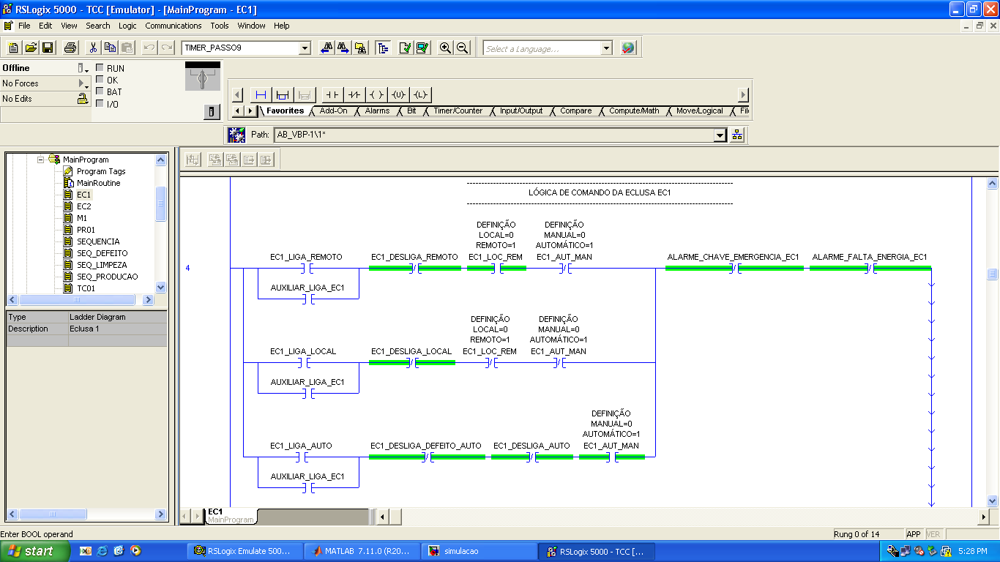 RSLogix 5000 - TCC [Emulator] - [MainProgram - EC1]
File Edit View Search Logic Communications Tools Window Help
TIMER_PASSO9
Select a Language...
Offline
RUN
No Forces
OK
No Edits
BAT
I/O
Favorites Add-On Alarms Bit Timer/Counter Input/Output Compare Compute/Math Move/Logical
Path: AB_VBP-1\1*
MainProgram
Program Tags
MainRoutine
EC1
EC2
M1
PR01
SEQUENCIA
SEQ_DEFEITO
SEQ_LIMPEZA
SEQ_PRODUCAO
TC01
Type Ladder Diagram
Description Eclusa 1
LÓGICA DE COMANDO DA ECLUSA EC1
DEFINIÇÃO DEFINIÇÃO
LOCAL=0 MANUAL=0
REMOTO=1 AUTOMÁTICO=1
EC1_LIGA_REMOTO EC1_DESLIGA_REMOTO EC1_LOC_REM EC1_AUT_MAN ALARME_CHAVE_EMERGENCIA_EC1 ALARME_FALTA_ENERGIA_EC1
4
AUXILIAR_LIGA_EC1
DEFINIÇÃO DEFINIÇÃO
LOCAL=0 MANUAL=0
REMOTO=1 AUTOMÁTICO=1
EC1_LIGA_LOCAL EC1_DESLIGA_LOCAL EC1_LOC_REM EC1_AUT_MAN
AUXILIAR_LIGA_EC1
DEFINIÇÃO
MANUAL=0
AUTOMÁTICO=1
EC1_LIGA_AUTO EC1_DESLIGA_DEFEITO_AUTO EC1_DESLIGA_AUTO EC1_AUT_MAN
AUXILIAR_LIGA_EC1
EC1
MainProgram
Enter BOOL operand
Rung 0 of 14 APP VER
start
RSLogix Emulate 500...
MATLAB 7.11.0 (R20...
simulacao
RSLogix 5000 - TCC [...
5:28 PM